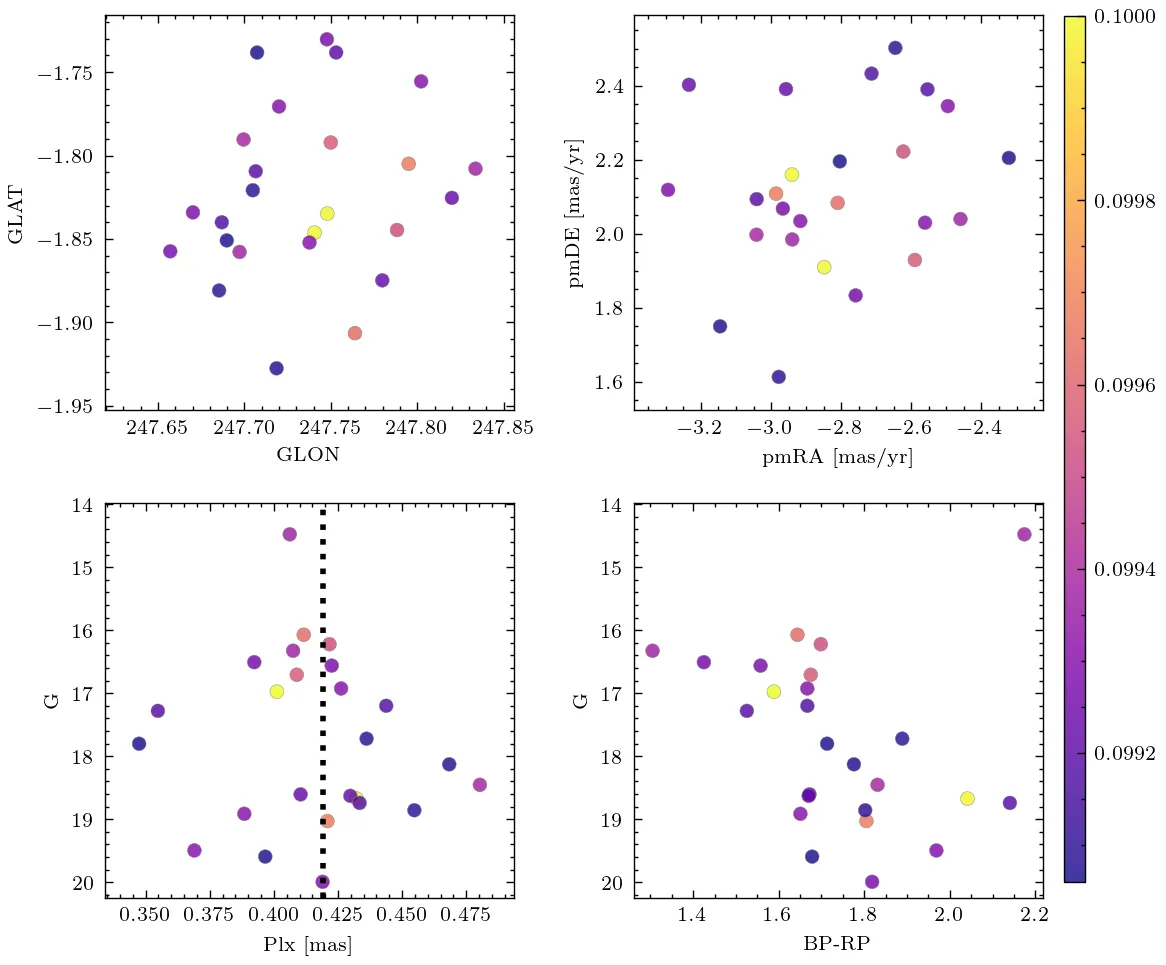 −1.75
−1.80
−1.85
−1.90
−1.95
GLAT
247.65 247.70 247.75 247.80 247.85
GLON
2.4
2.2
2.0
1.8
1.6
pmDE [mas/yr]
−3.2 −3.0 −2.8 −2.6 −2.4
pmRA [mas/yr]
0.1000
0.0998
0.0996
0.0994
0.0992
14
15
16
17
18
19
20
G
0.350 0.375 0.400 0.425 0.450 0.475
Plx [mas]
14
15
16
17
18
19
20
G
1.4 1.6 1.8 2.0 2.2
BP-RP